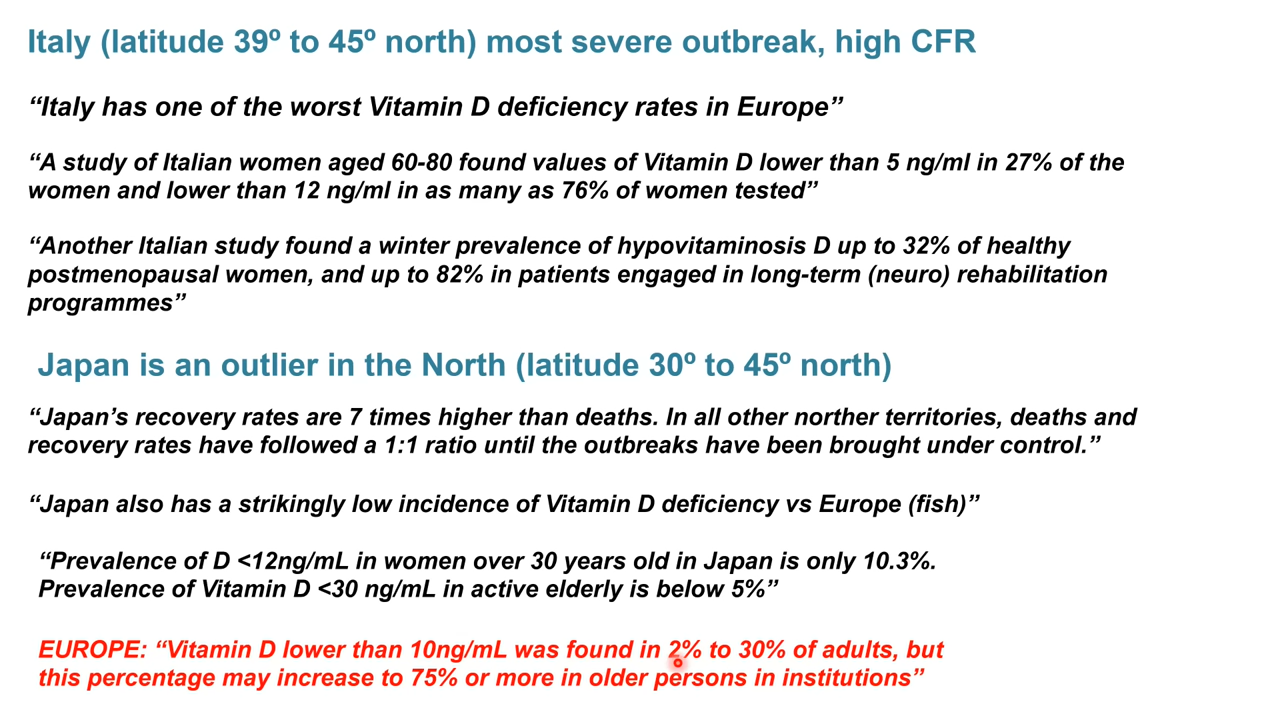 Italy (latitude 39º to 45º north) most severe outbreak, high CFR
“Italy has one of the worst Vitamin D deficiency rates in Europe”
“A study of Italian women aged 60-80 found values of Vitamin D lower than 5 ng/ml in 27% of the
women and lower than 12 ng/ml in as many as 76% of women tested”
“Another Italian study found a winter prevalence of hypovitaminosis D up to 32% of healthy
postmenopausal women, and up to 82% in patients engaged in long-term (neuro) rehabilitation
programmes”
Japan is an outlier in the North (latitude 30º to 45º north)
“Japan’s recovery rates are 7 times higher than deaths. In all other norther territories, deaths and
recovery rates have followed a 1:1 ratio until the outbreaks have been brought under control.”
“Japan also has a strikingly low incidence of Vitamin D deficiency vs Europe (fish)”
“Prevalence of D <12ng/mL in women over 30 years old in Japan is only 10.3%.
Prevalence of Vitamin D <30 ng/mL in active elderly is below 5%”
EUROPE: “Vitamin D lower than 10ng/mL was found in 2% to 30% of adults, but
this percentage may increase to 75% or more in older persons in institutions”